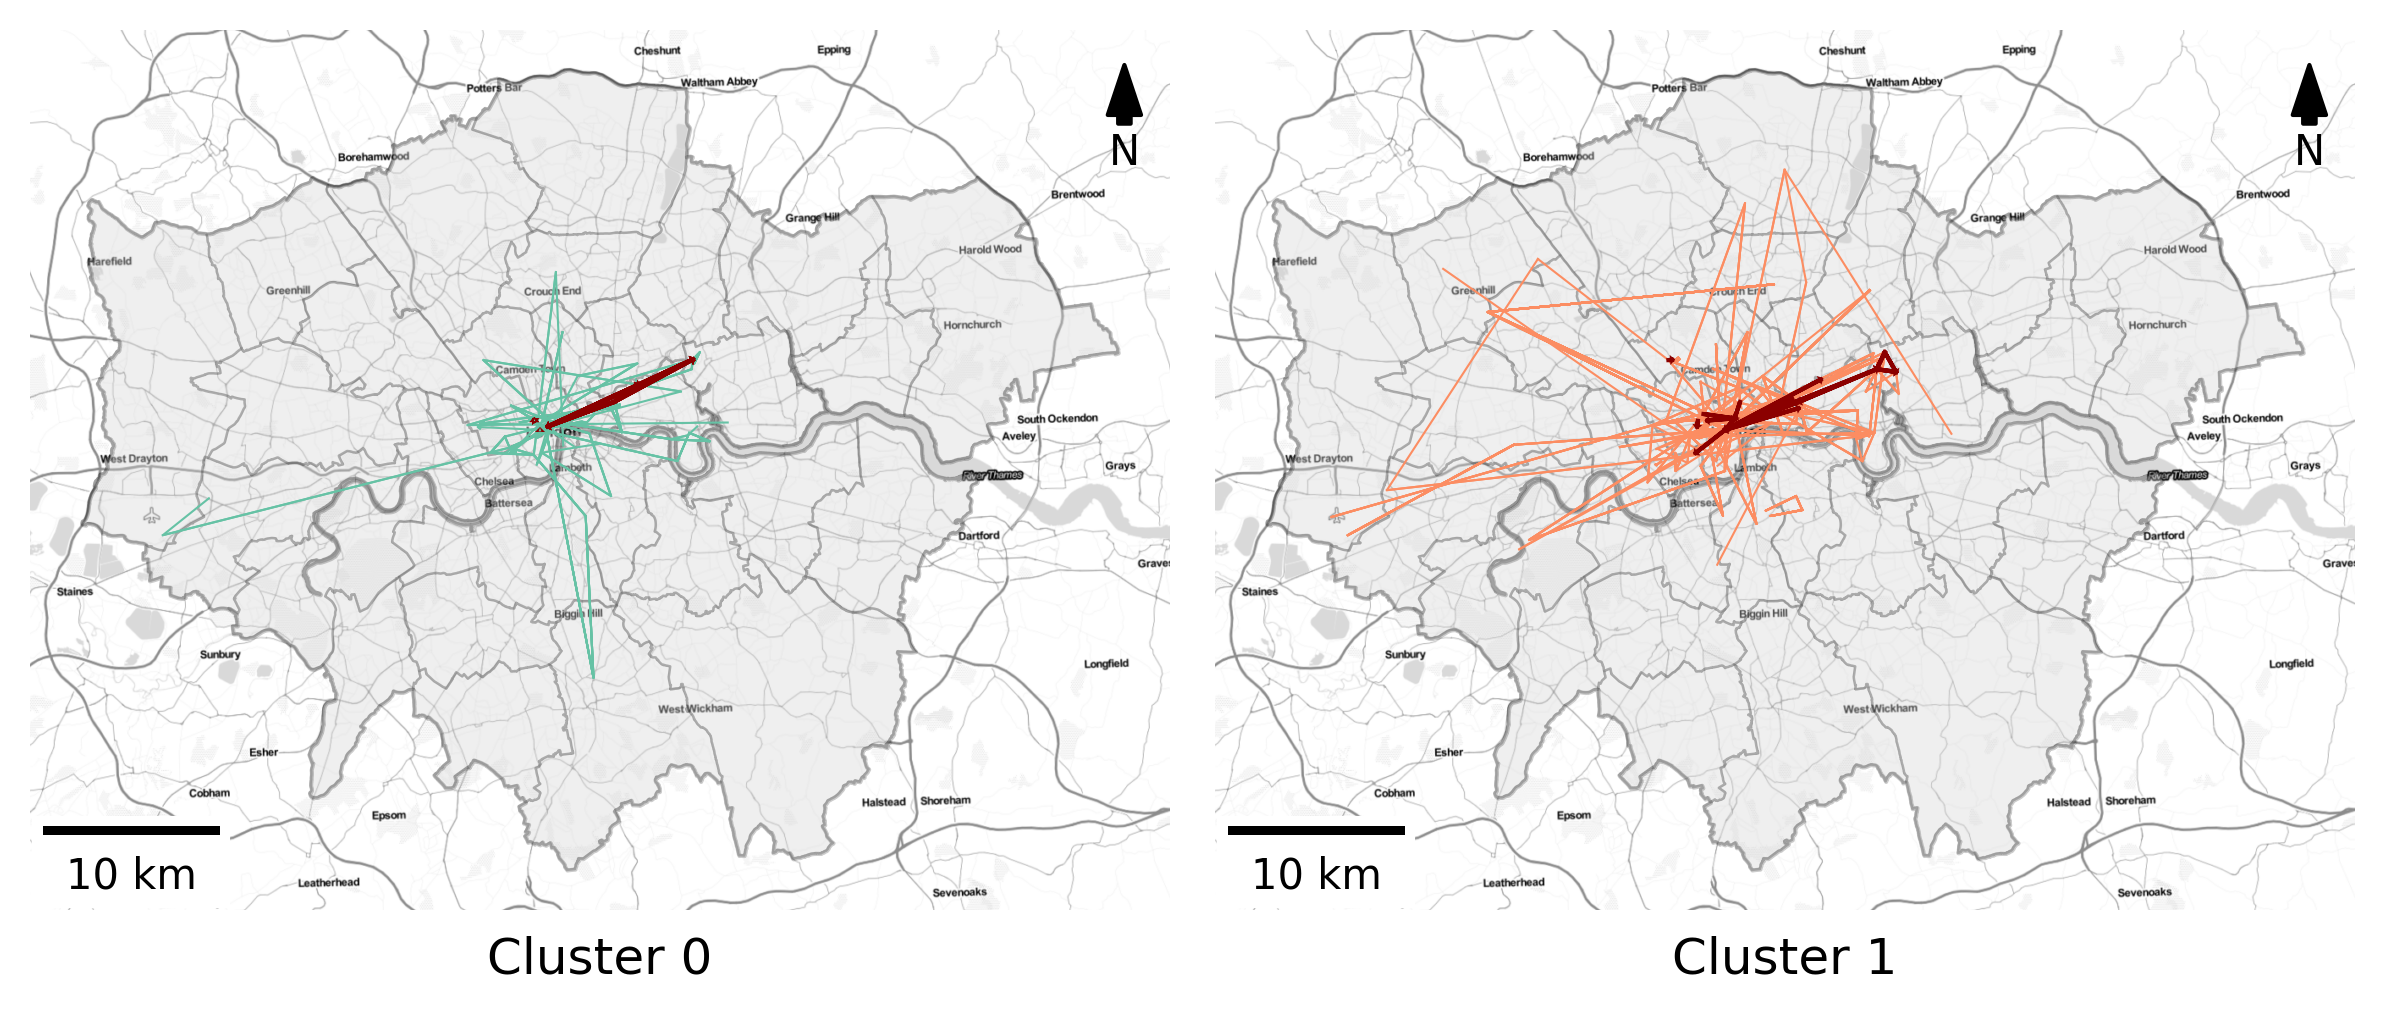 Cheshunt
Epping
Waltham Abbey
Potters Bar
N
Borehamwood
Brentwood
Grange Hill
Harold Wood
Harefield
Greenhill
Crouch End
Hornchurch
Camden Town
South Ockendon
Aveley
West Drayton
Lambeth
Grays
River Thames
Chelsea
Battersea
Dartford
Graves
Staines
Biggin Hill
Sunbury
Longfield
West Wickham
Esher
Cobham
Halstead
Shoreham
Epsom
10 km
Leatherhead
Sevenoaks
Cluster 0
Cheshunt
Epping
Waltham Abbey
Potters Bar
N
Borehamwood
Brentwood
Grange Hill
Harold Wood
Harefield
Greenhill
Crouch End
Hornchurch
Camden Town
South Ockendon
Aveley
West Drayton
Lambeth
Grays
River Thames
Chelsea
Battersea
Dartford
Graves
Staines
Biggin Hill
Sunbury
Longfield
West Wickham
Esher
Cobham
Halstead
Shoreham
Epsom
10 km
Leatherhead
Sevenoaks
Cluster 1